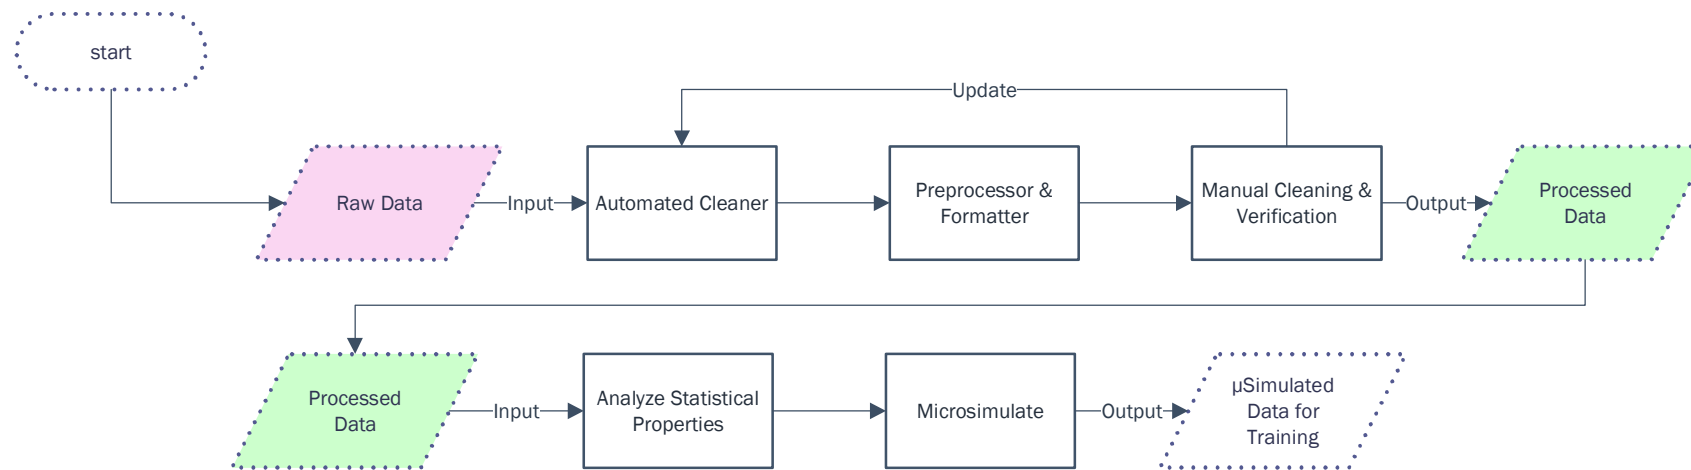 start
Update
Raw Data
Input
Automated Cleaner
Preprocessor &
Formatter
Manual Cleaning &
Verification
Output
Processed
Data
Processed
Data
Input
Analyze Statistical
Properties
Microsimulate
Output
µSimulated
Data for
Training